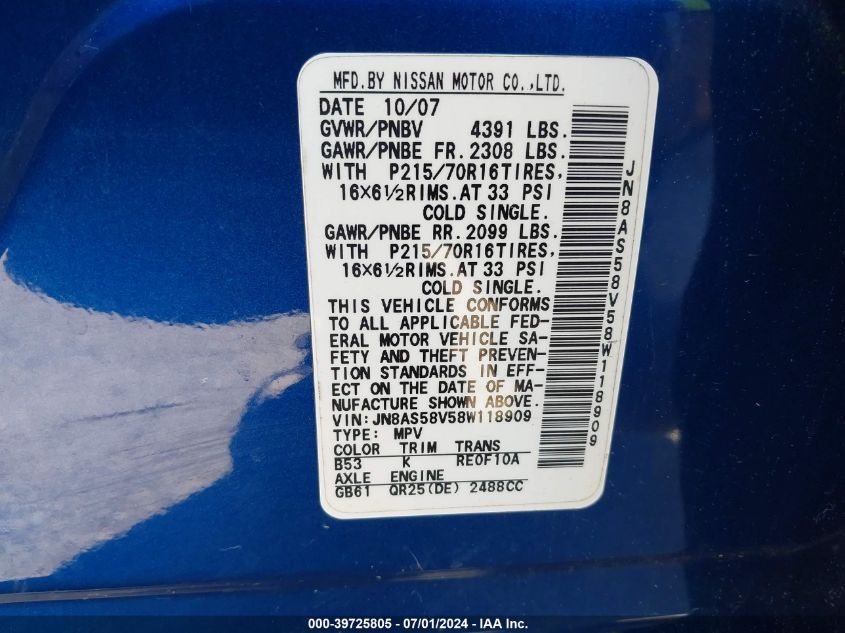 MFD.BY NISSAN MOTOR CO.,LTD.
DATE 10/07
GVWR/PNBV 4391 LBS.
GAWR/PNBE FR.2308 LBS.
WITH P215/70R16TIRES,
16X6½RIMS.AT 33 PSI
COLD SINGLE.
GAWR/PNBE RR.2099 LBS.
WITH P215/70R16TIRES,
16X6½RIMS.AT 33 PSI
COLD SINGLE.
THIS VEHICLE CONFORMS
TO ALL APPLICABLE FED-
ERAL MOTOR VEHICLE SA-
FETY AND THEFT PREVEN-
TION STANDARDS IN EFF-
ECT ON THE DATE OF MA-
NUFACTURE SHOWN ABOVE.
VIN:JN8AS58V58W118909
TYPE: MPV
COLOR TRIM TRANS
B53 K RE0F10A
AXLE ENGINE
GB61 QR25(DE) 2488CC
JN8AS58V58W118909
000-39725805 - 07/01/2024 - IAA Inc.